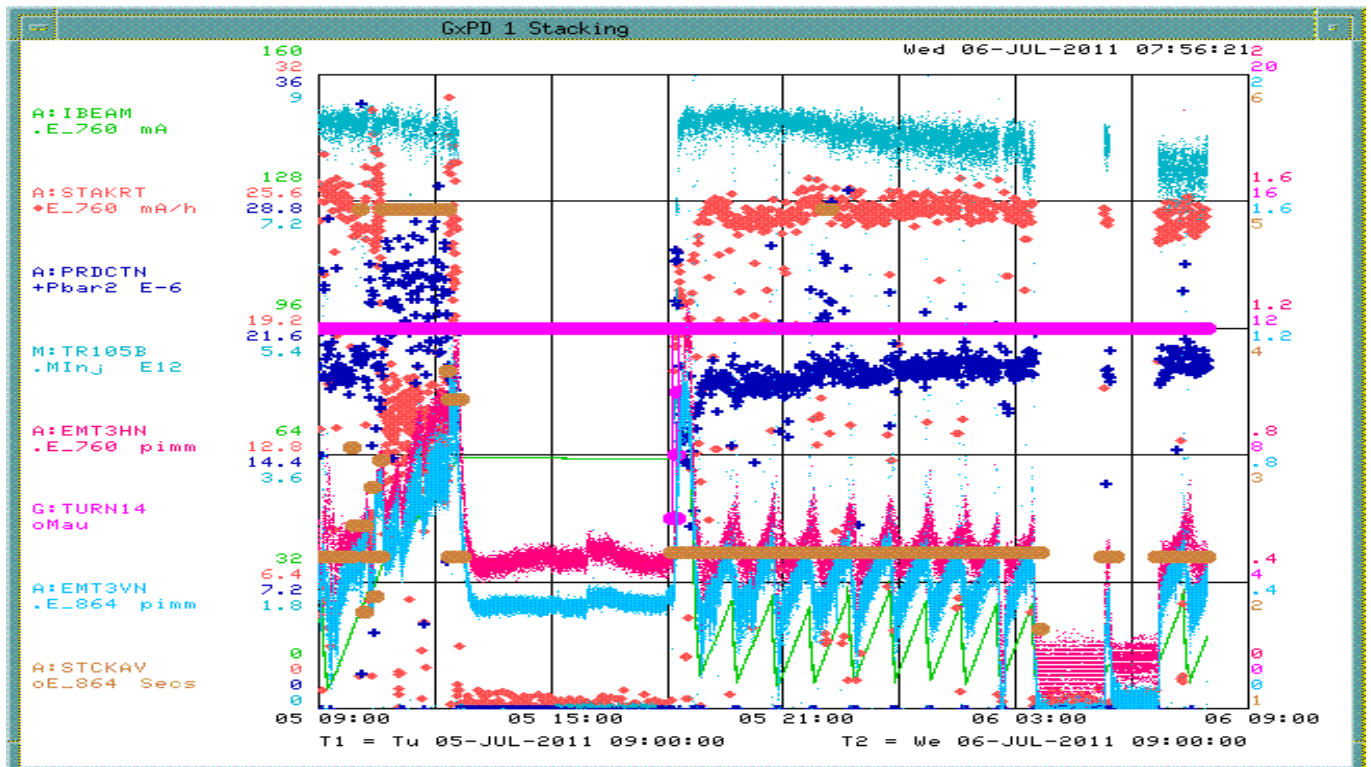 GxPD 1 Stacking
Wed 06-JUL-2011 07:56:21
160
32
36
9
2
20
2
6
A:IBEAM
.E_760 mA
128
25.6
28.8
7.2
1.6
16
1.6
5
A:STAKRT
◆E_760 mA/h
A:PRDCTN
+Pbar2 E-6
96
19.2
21.6
5.4
1.2
12
1.2
4
M:TR105B
.MInj E12
A:EMT3HN
.E_760 pimm
64
12.8
14.4
3.6
.8
8
.8
3
G:TURN14
oMau
32
6.4
7.2
1.8
.4
4
.4
2
A:EMT3VN
.E_864 pimm
A:STCKAV
oE_864 Secs
0
0
0
0
0
0
0
1
05 09:00 05 15:00 05 21:00 06 03:00 06 09:00
T1 = Tu 05-JUL-2011 09:00:00 T2 = We 06-JUL-2011 09:00:00